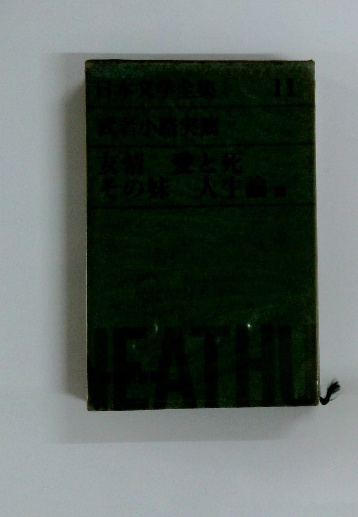 日本文学全集 11
武者小路実篤
友情 愛と死
その妹 人生論 他